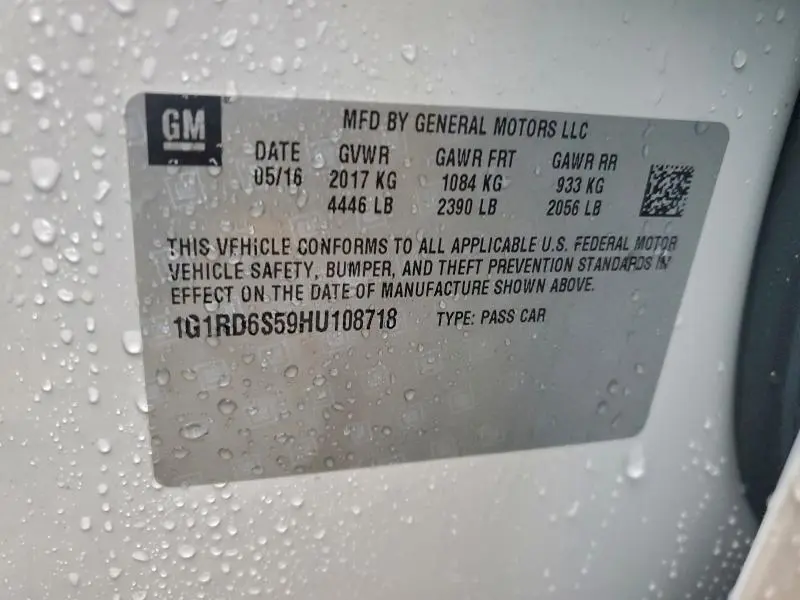 GM
MFD BY GENERAL MOTORS LLC
DATE GVWR GAWR FRT GAWR RR
05/16 2017 KG 1084 KG 933 KG
4446 LB 2390 LB 2056 LB
THIS VEHICLE CONFORMS TO ALL APPLICABLE U.S. FEDERAL MOTOR
VEHICLE SAFETY, BUMPER, AND THEFT PREVENTION STANDARDS IN
EFFECT ON THE DATE OF MANUFACTURE SHOWN ABOVE.
1G1RD6S59HU108718 TYPE: PASS CAR